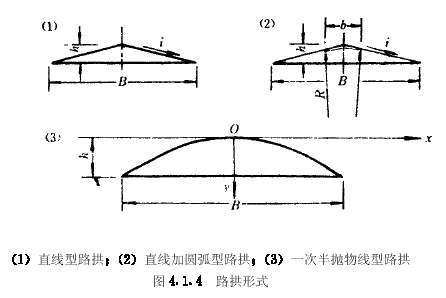 (1)
(2)
b
h
i
h
i
B
B
R
(3)
O
x
h
y
B
(1) 直线型路拱；(2) 直线加圆弧型路拱；(3) 一次半抛物线型路拱
图4.1.4 路拱形式